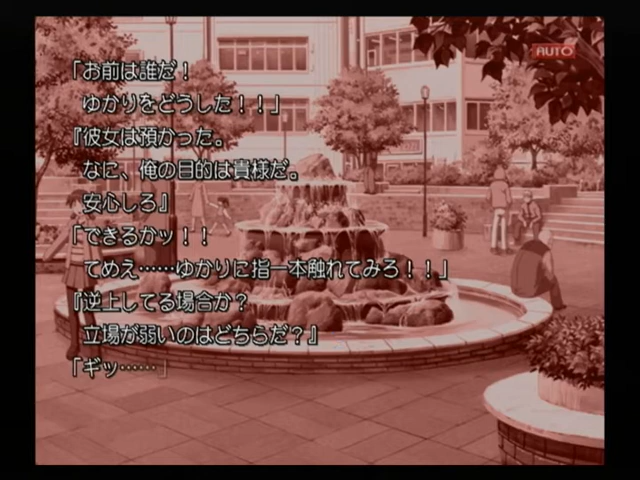 AUTO
「お前は誰だ！
ゆかりをどうした！！」
『彼女は預かった。
なに、俺の目的は貴様だ。
安心しろ』
「できるかッ！！
てめえ……ゆかりに指一本触れてみろ！！」
『逆上してる場合か？
立場が弱いのはどちらだ？』
「ギッ……」